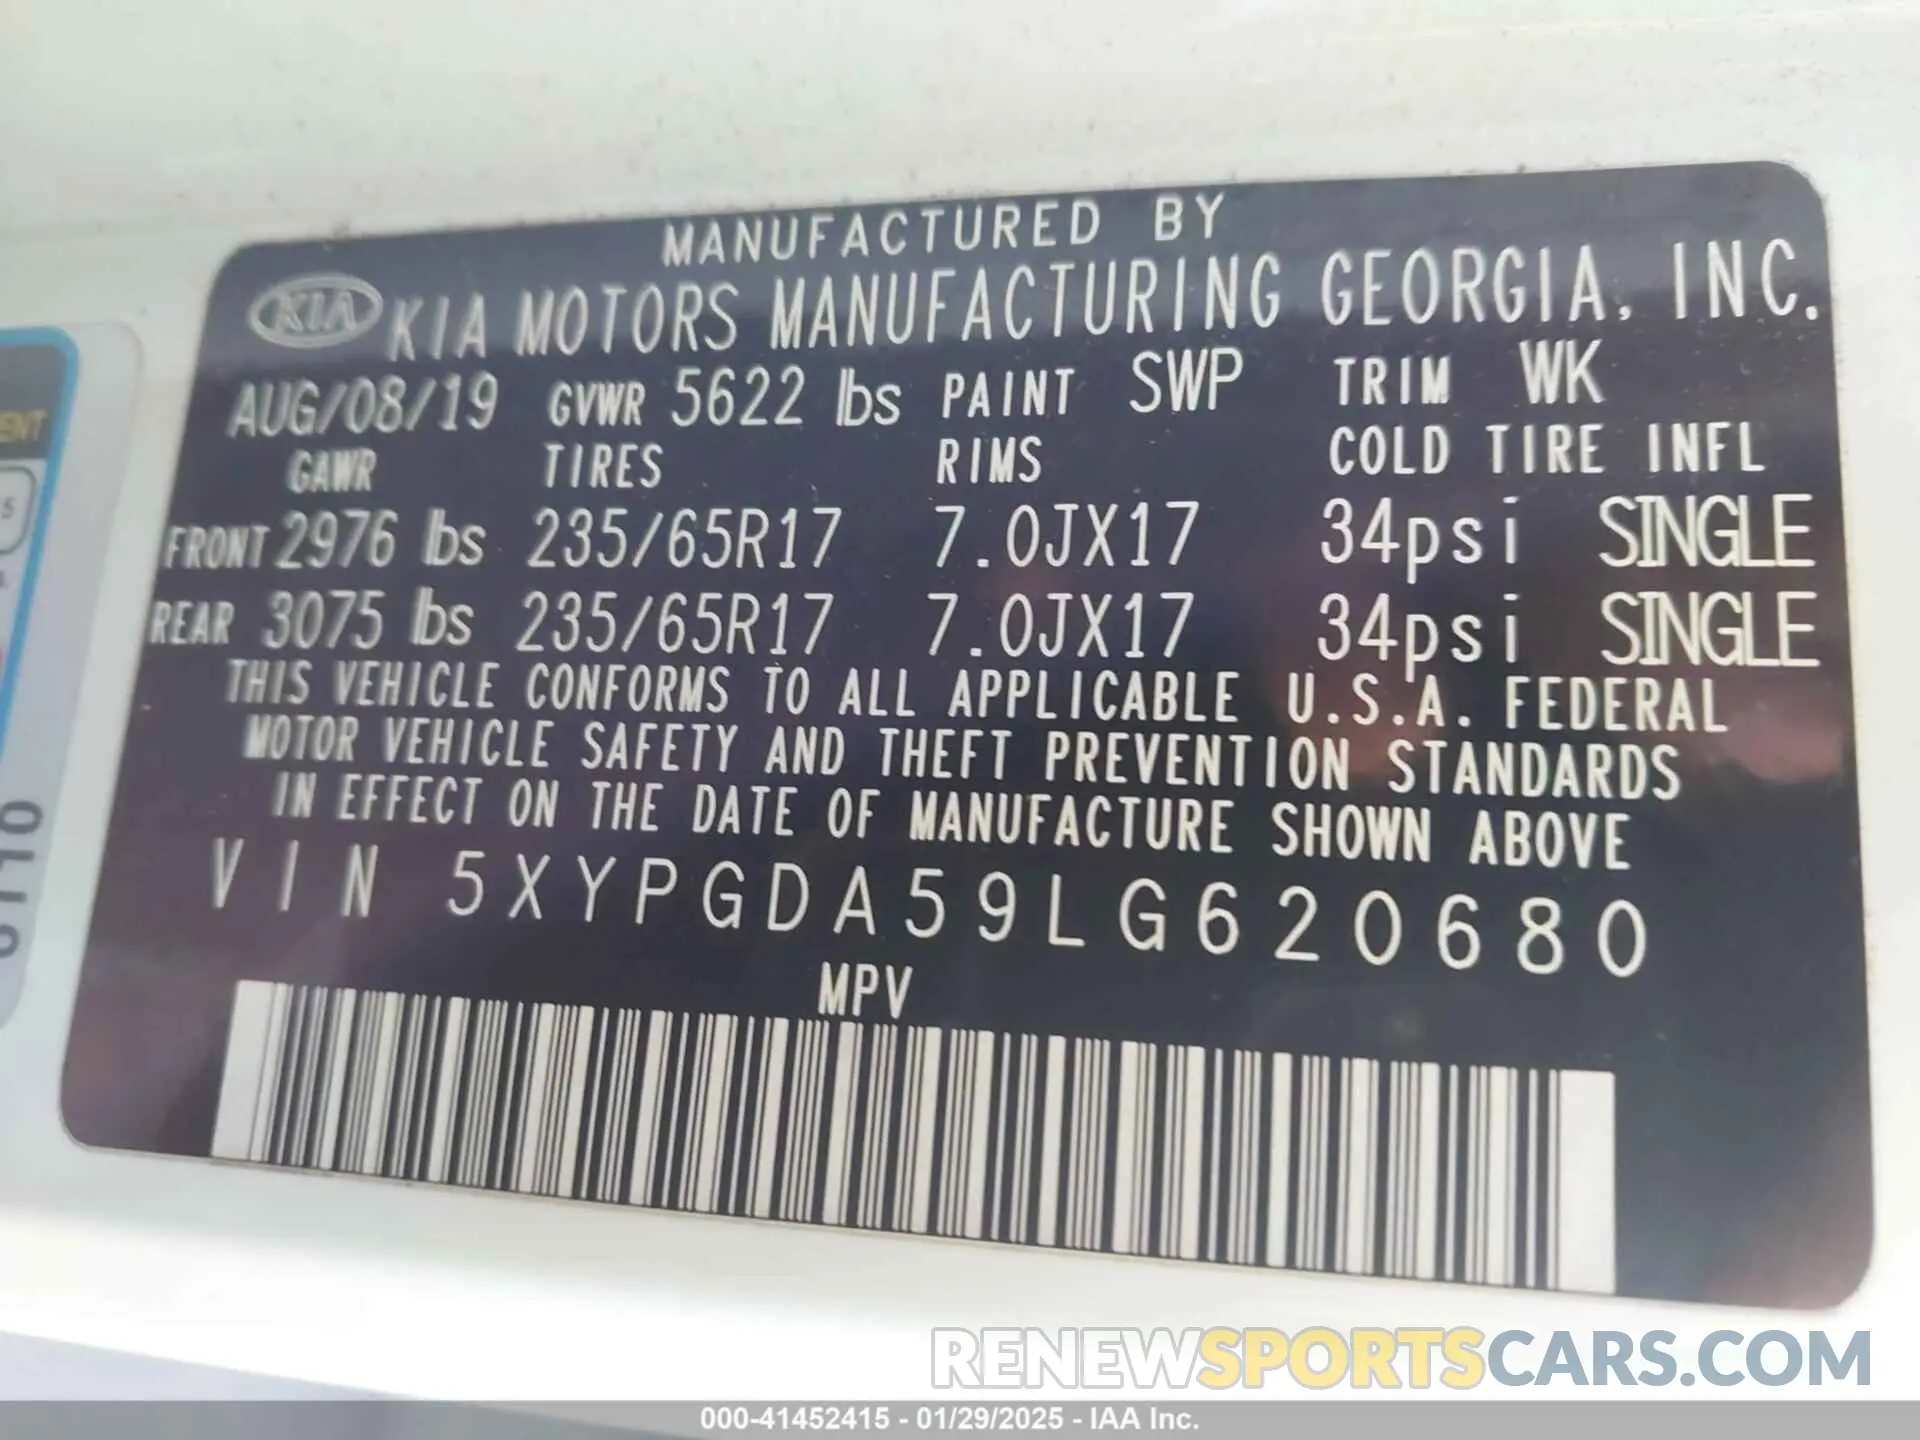 MANUFACTURED BY
KIA KIA MOTORS MANUFACTURING GEORGIA, INC.
AUG/08/19 GVWR 5622 lbs PAINT SWP TRIM WK
GAWR TIRES RIMS COLD TIRE INFL
FRONT 2976 lbs 235/65R17 7.0JX17 34psi SINGLE
REAR 3075 lbs 235/65R17 7.0JX17 34psi SINGLE
THIS VEHICLE CONFORMS TO ALL APPLICABLE U.S.A. FEDERAL
MOTOR VEHICLE SAFETY AND THEFT PREVENTION STANDARDS
IN EFFECT ON THE DATE OF MANUFACTURE SHOWN ABOVE
VIN 5XYPGDA59LG620680
MPV
RENEWSPORTSCARS.COM
000-41452415 - 01/29/2025 - IAA Inc.